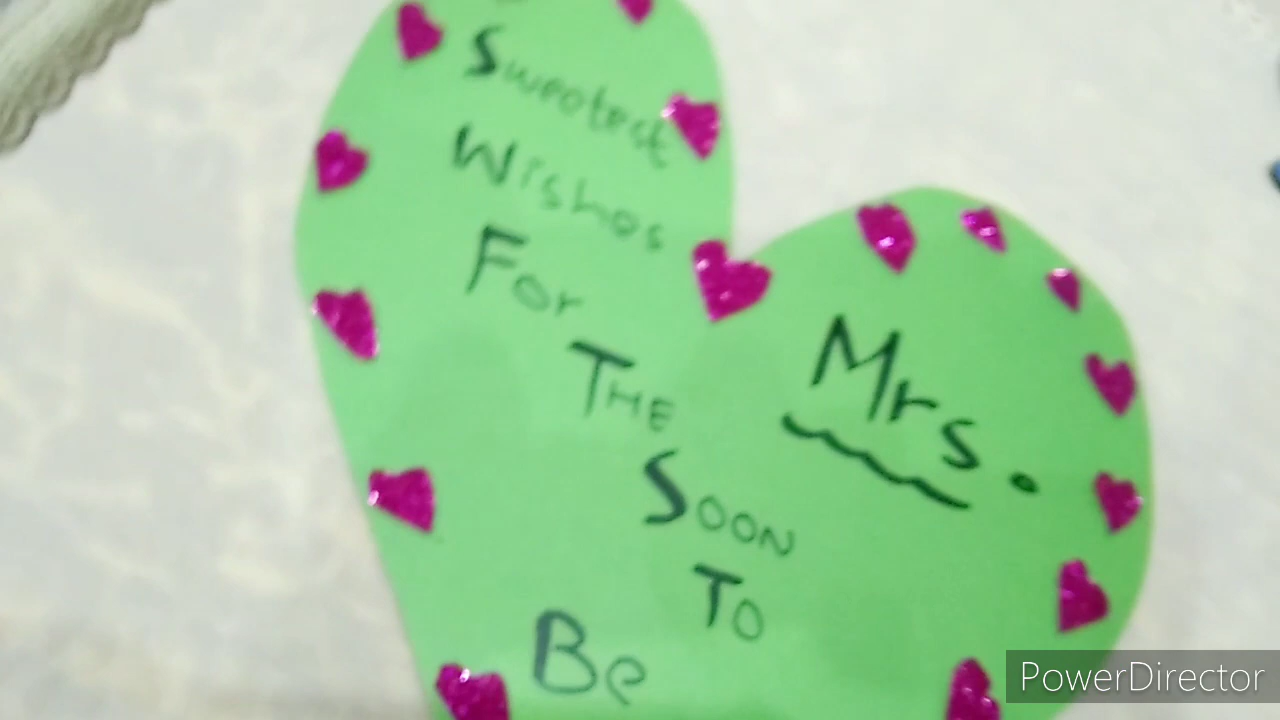 Sweetest
Wishes
For
THE
SOON
TO
Be
Mrs.
PowerDirector